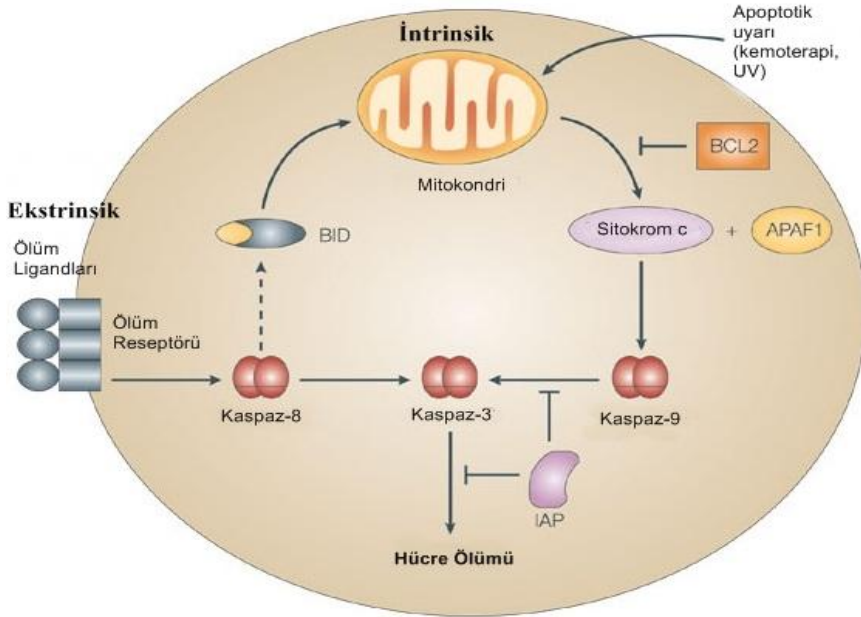 Apoptotik
uyarı
(kemoterapi,
UV)
İntrinsik
BCL2
Mitokondri
Ekstrinsik
Ölüm
Ligandları
BID
Sitokrom c
+
APAF1
Ölüm
Reseptörü
Kaspaz-8
Kaspaz-3
Kaspaz-9
IAP
Hücre Ölümü